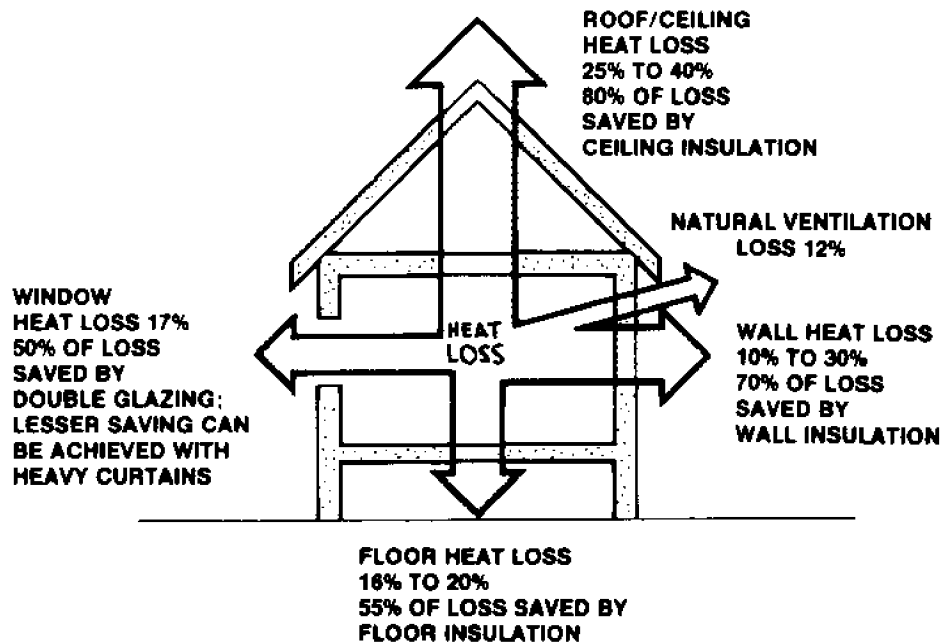 ROOF/CEILING
HEAT LOSS
25% TO 40%
80% OF LOSS
SAVED BY
CEILING INSULATION
NATURAL VENTILATION
LOSS 12%
WINDOW
HEAT LOSS 17%
50% OF LOSS
SAVED BY
DOUBLE GLAZING;
LESSER SAVING CAN
BE ACHIEVED WITH
HEAVY CURTAINS
HEAT
LOSS
WALL HEAT LOSS
10% TO 30%
70% OF LOSS
SAVED BY
WALL INSULATION
FLOOR HEAT LOSS
16% TO 20%
55% OF LOSS SAVED BY
FLOOR INSULATION